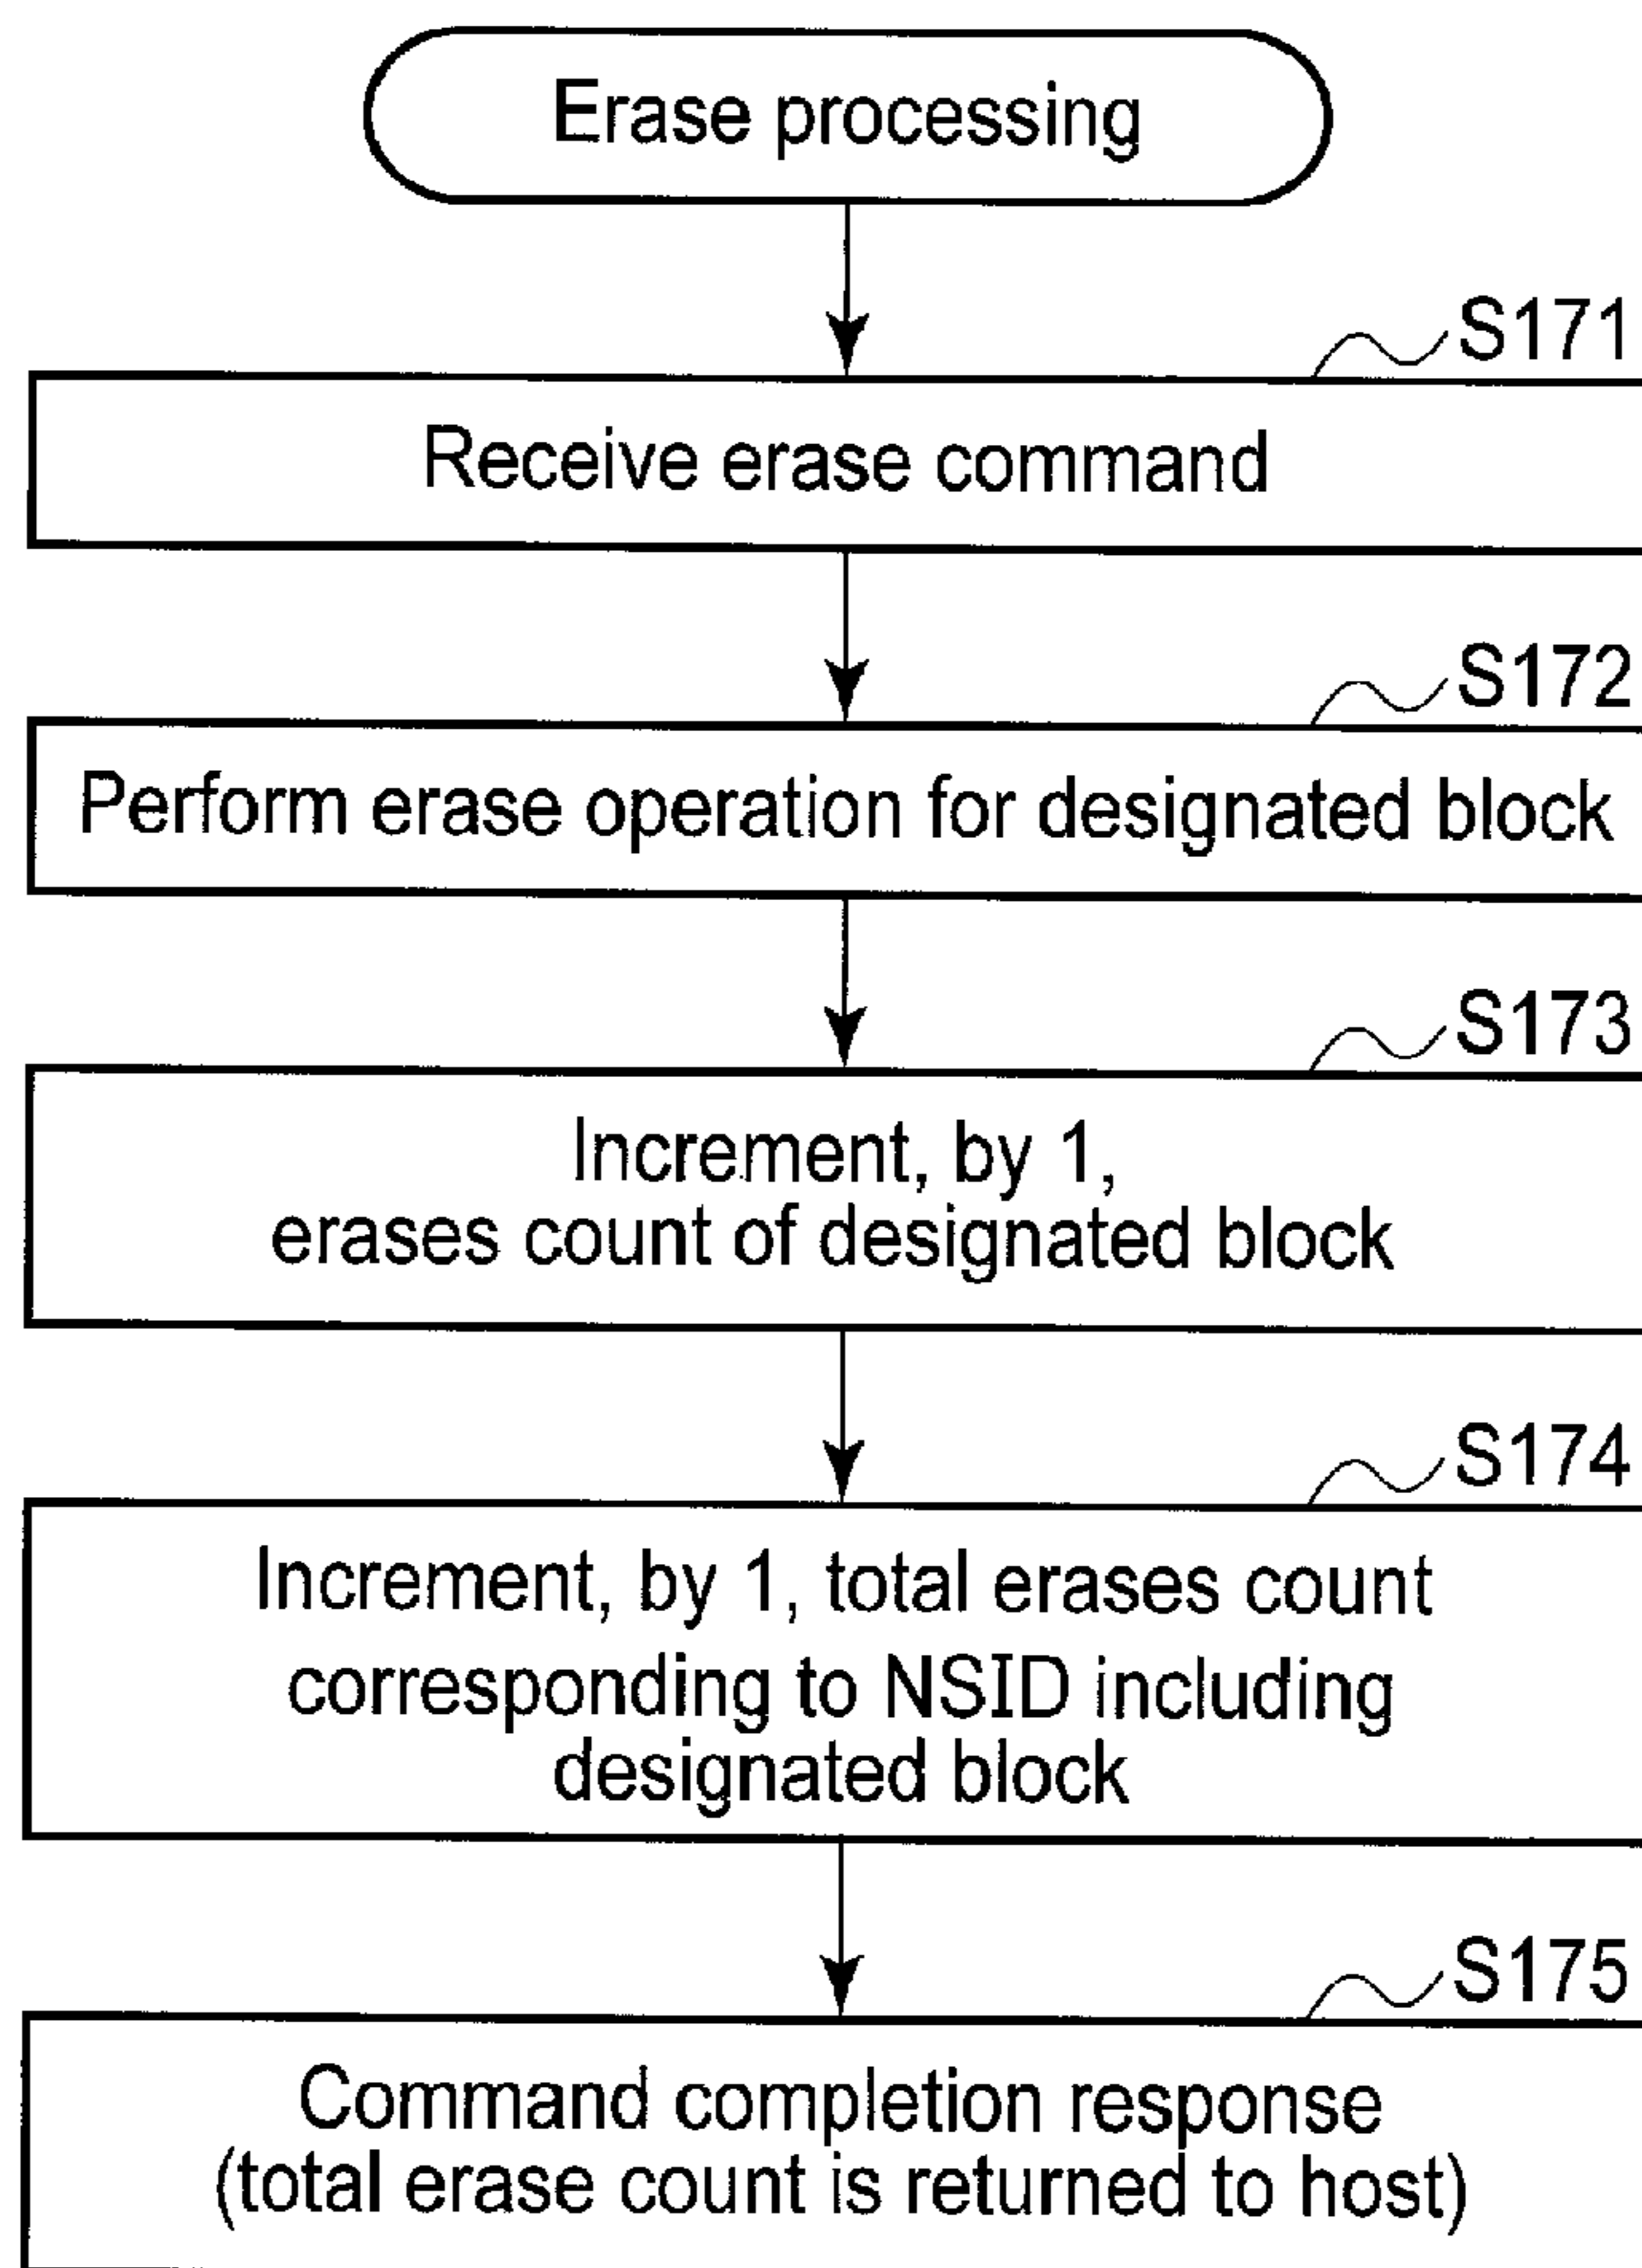 Erase processing
S171
Receive erase command
S172
Perform erase operation for designated block
S173
Increment, by 1,
erases count of designated block
S174
Increment, by 1, total erases count
corresponding to NSID including
designated block
S175
Command completion response
(total erase count is returned to host)